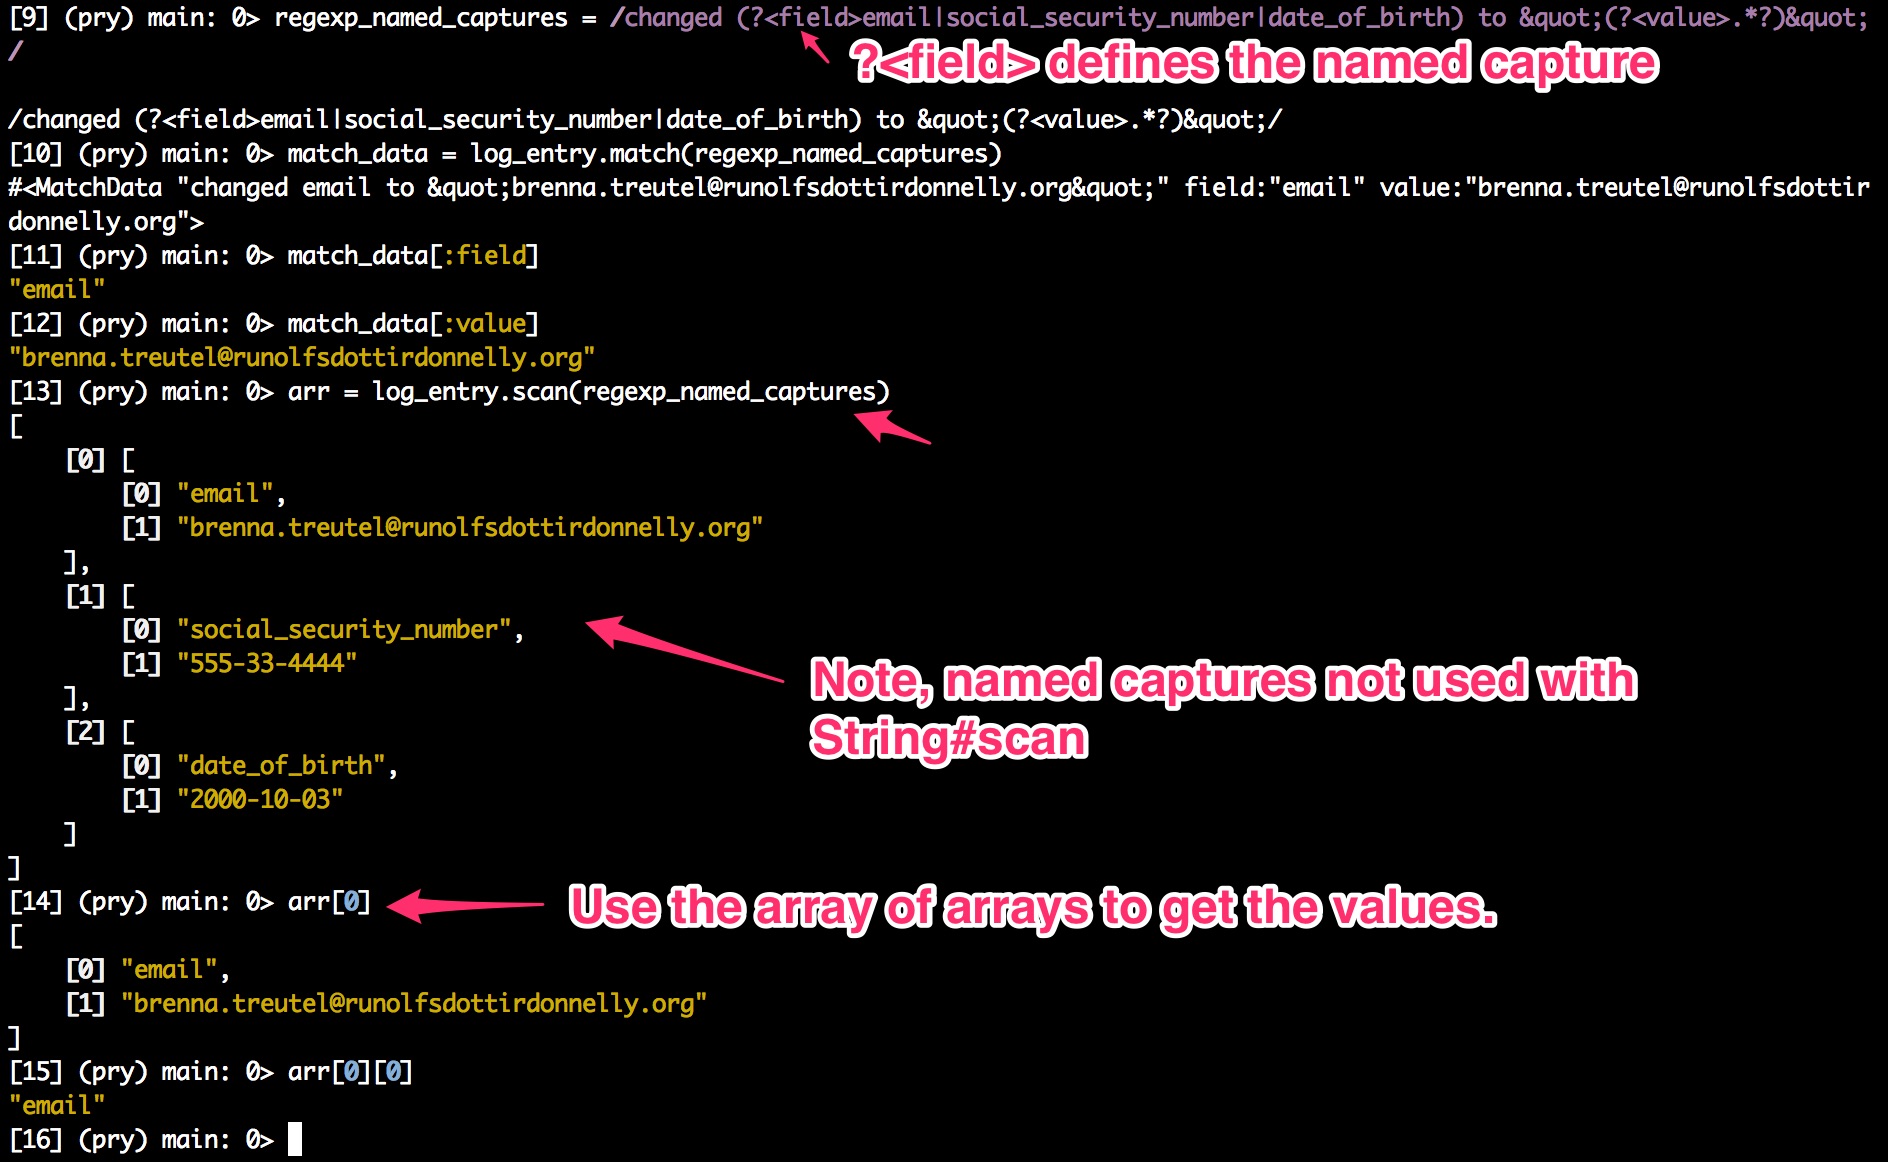 [9] (pry) main: 0> regexp_named_captures = /changed (?<field>email|social_security_number|date_of_birth) to &quot;(?<value>.*?)&quot;
/
?<field> defines the named capture
/changed (?<field>email|social_security_number|date_of_birth) to &quot;(?<value>.*?)&quot;/
[10] (pry) main: 0> match_data = log_entry.match(regexp_named_captures)
#<MatchData "changed email to &quot;brenna.treutel@runolfsdottirdonnelly.org&quot;" field:"email" value:"brenna.treutel@runolfsdottir
donnelly.org">
[11] (pry) main: 0> match_data[:field]
"email"
[12] (pry) main: 0> match_data[:value]
"brenna.treutel@runolfsdottirdonnelly.org"
[13] (pry) main: 0> arr = log_entry.scan(regexp_named_captures)
[
[0] [
[0] "email",
[1] "brenna.treutel@runolfsdottirdonnelly.org"
],
[1] [
[0] "social_security_number",
[1] "555-33-4444"
],
Note, named captures not used with
String#scan
[2] [
[0] "date_of_birth",
[1] "2000-10-03"
]
]
[14] (pry) main: 0> arr[0]
Use the array of arrays to get the values.
[
[0] "email",
[1] "brenna.treutel@runolfsdottirdonnelly.org"
]
[15] (pry) main: 0> arr[0][0]
"email"
[16] (pry) main: 0>